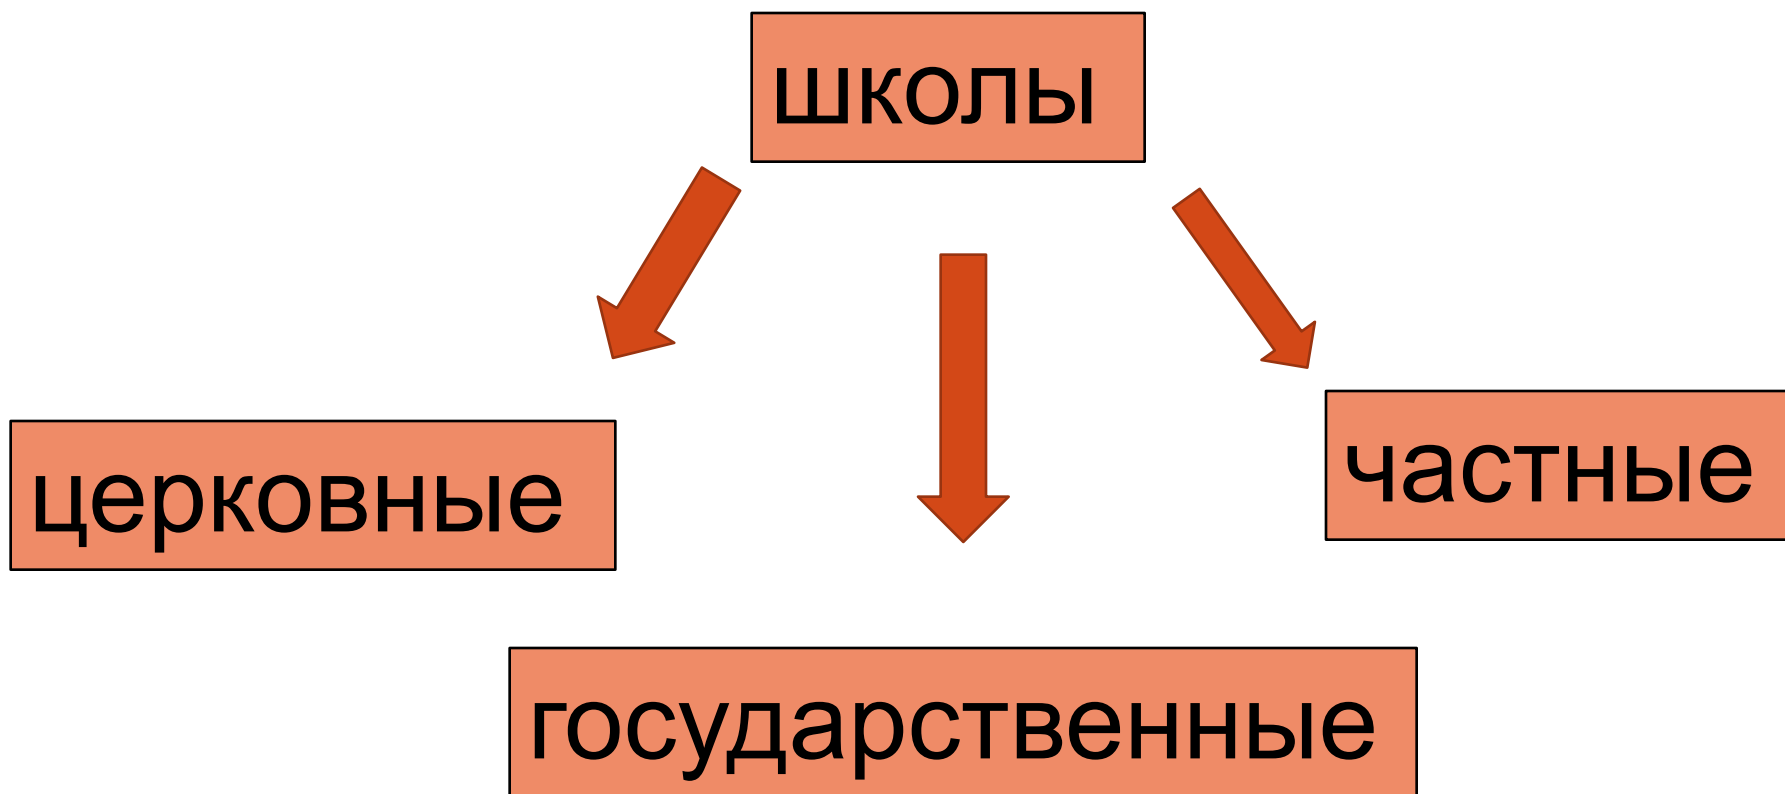 школы
церковные
частные
государственные